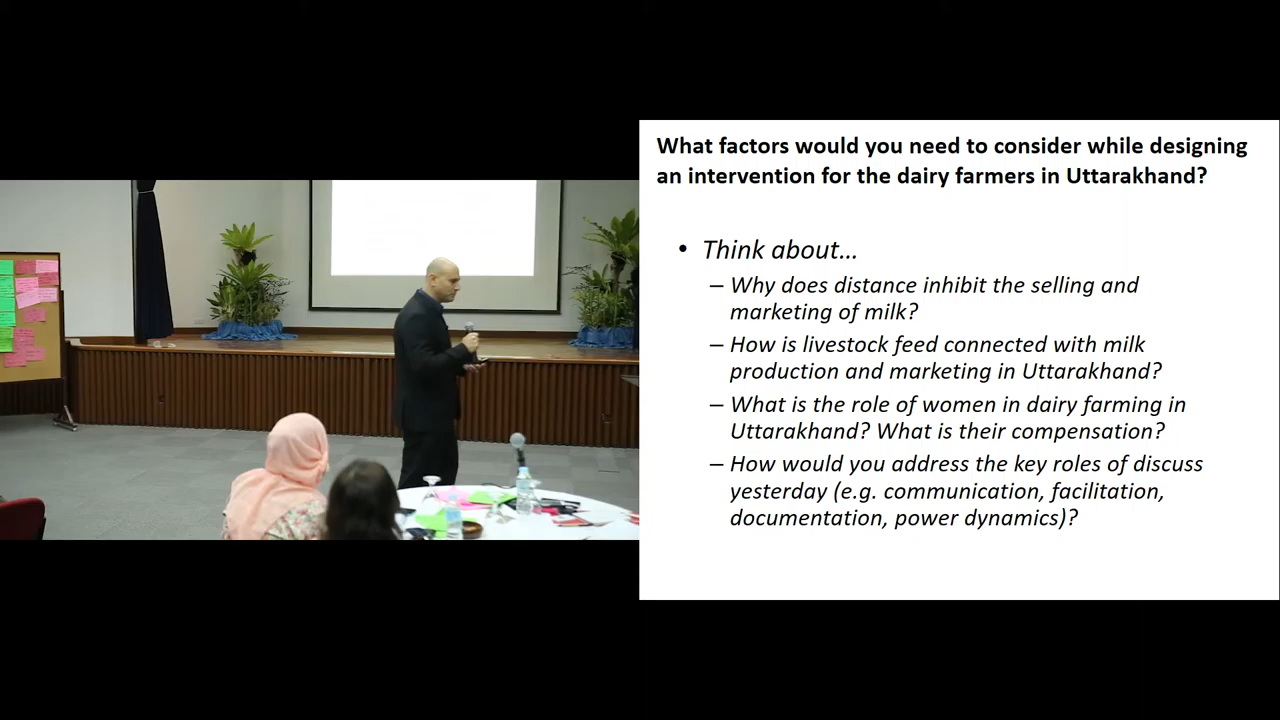 What factors would you need to consider while designing
an intervention for the dairy farmers in Uttarakhand?
• Think about…
– Why does distance inhibit the selling and
marketing of milk?
– How is livestock feed connected with milk
production and marketing in Uttarakhand?
– What is the role of women in dairy farming in
Uttarakhand? What is their compensation?
– How would you address the key roles of discuss
yesterday (e.g. communication, facilitation,
documentation, power dynamics)?